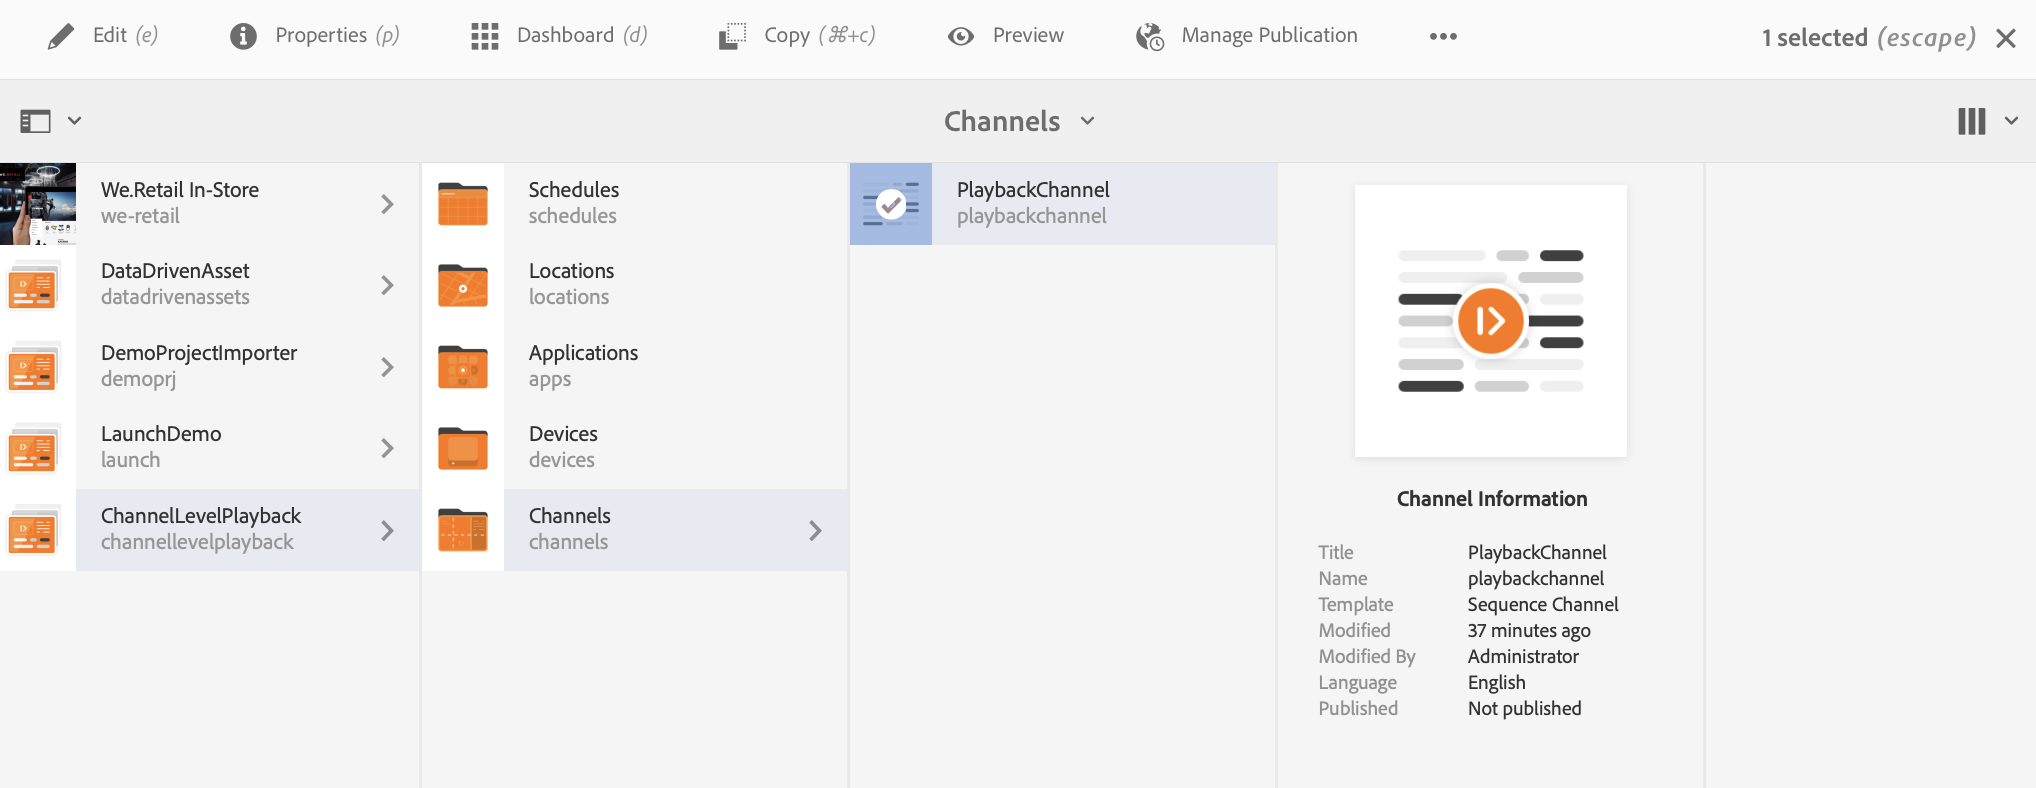 Edit (e) Properties (p) Dashboard (d) Copy (⌘+c) Preview Manage Publication 1 selected (escape)
Channels
We.Retail In-Store
we-retail
DataDrivenAsset
datadrivenassets
DemoProjectImporter
demoprj
LaunchDemo
launch
ChannelLevelPlayback
channellevelplayback
Schedules
schedules
Locations
locations
Applications
apps
Devices
devices
Channels
channels
PlaybackChannel
playbackchannel
Channel Information
Title PlaybackChannel
Name playbackchannel
Template Sequence Channel
Modified 37 minutes ago
Modified By Administrator
Language English
Published Not published